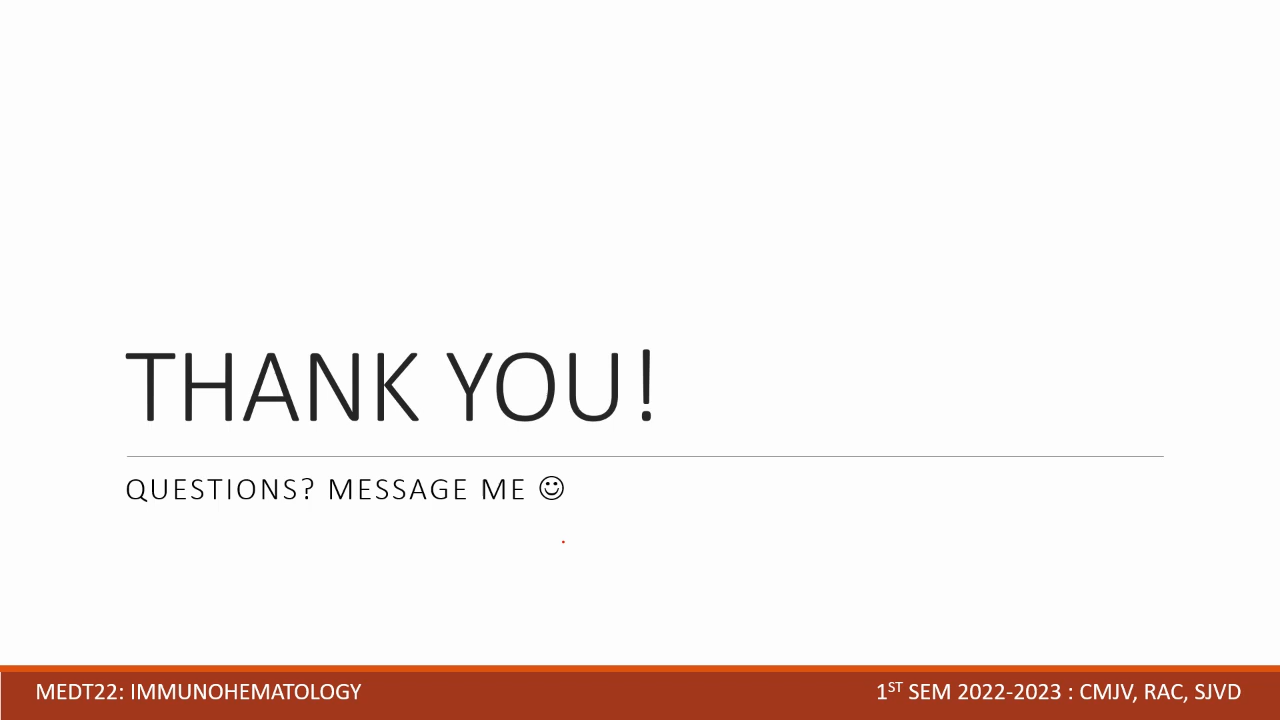 THANK YOU!
QUESTIONS? MESSAGE ME ☺
MEDT22: IMMUNOHEMATOLOGY
1ST SEM 2022-2023 : CMJV, RAC, SJVD